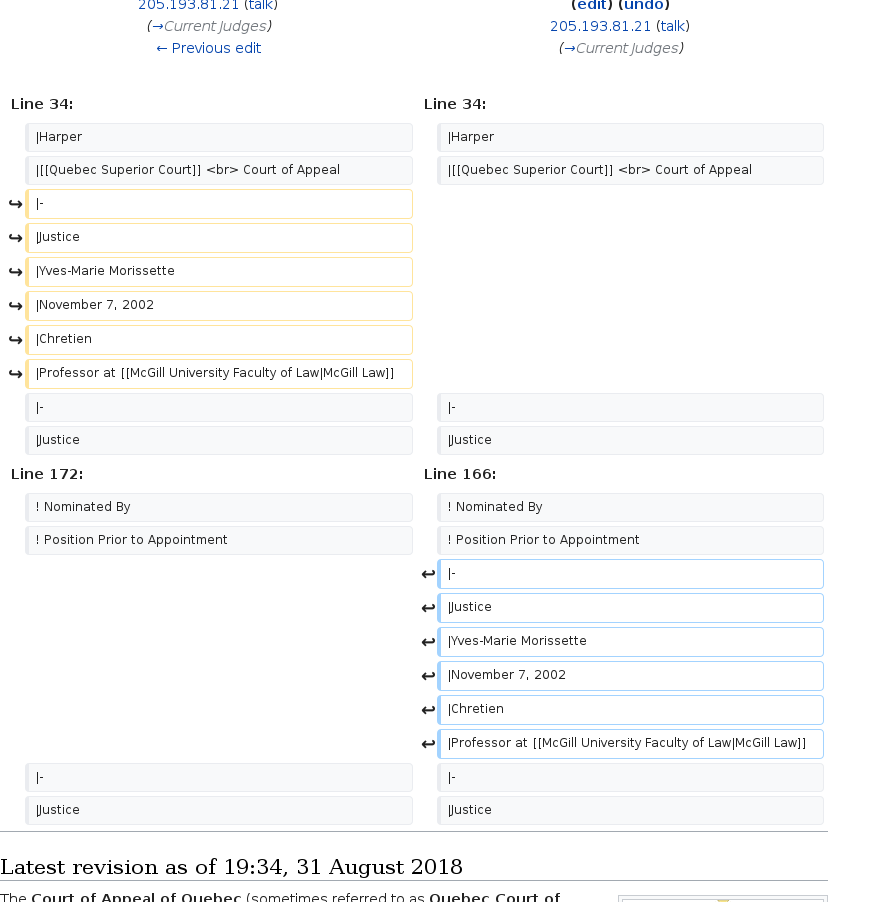 205.193.81.21 (talk)
(→Current Judges)
← Previous edit
(edit) (undo)
205.193.81.21 (talk)
(→Current Judges)
Line 34:
Line 34:
|Harper
|Harper
|[[Quebec Superior Court]] <br> Court of Appeal
|[[Quebec Superior Court]] <br> Court of Appeal
↪ |-
↪ |Justice
↪ |Yves-Marie Morissette
↪ |November 7, 2002
↪ |Chretien
↪ |Professor at [[McGill University Faculty of Law|McGill Law]]
|-
|-
|Justice
|Justice
Line 172:
Line 166:
! Nominated By
! Nominated By
! Position Prior to Appointment
! Position Prior to Appointment
↩ |-
↩ |Justice
↩ |Yves-Marie Morissette
↩ |November 7, 2002
↩ |Chretien
↩ |Professor at [[McGill University Faculty of Law|McGill Law]]
|-
|-
|Justice
|Justice
Latest revision as of 19:34, 31 August 2018
The Court of Appeal of Quebec (sometimes referred to as Quebec Court of